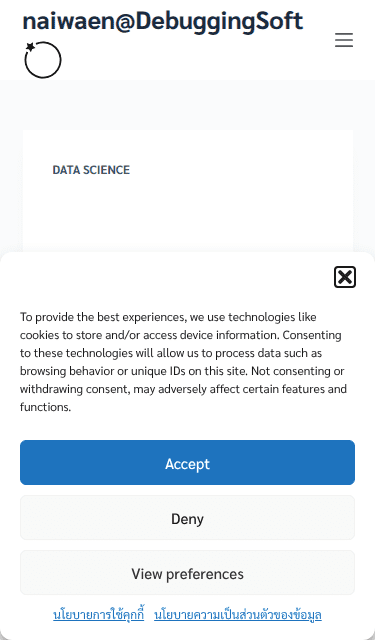 naiwaen@DebuggingSoft
DATA SCIENCE
To provide the best experiences, we use technologies like
cookies to store and/or access device information. Consenting
to these technologies will allow us to process data such as
browsing behavior or unique IDs on this site. Not consenting or
withdrawing consent, may adversely affect certain features and
functions.
Accept
Deny
View preferences
นโยบายการใช้คุกกี้ นโยบายความเป็นส่วนตัวของข้อมูล